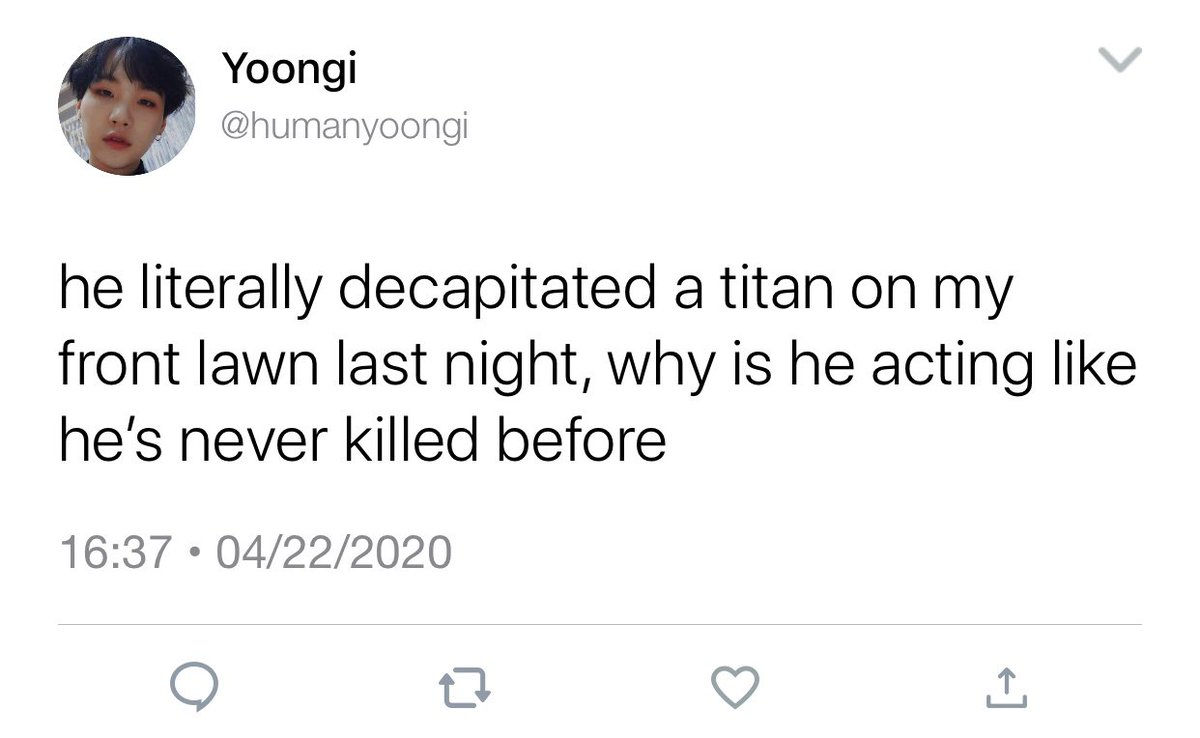 Yoongi
@humanyoongi
he literally decapitated a titan on my
front lawn last night, why is he acting like
he’s never killed before
16:37 • 04/22/2020